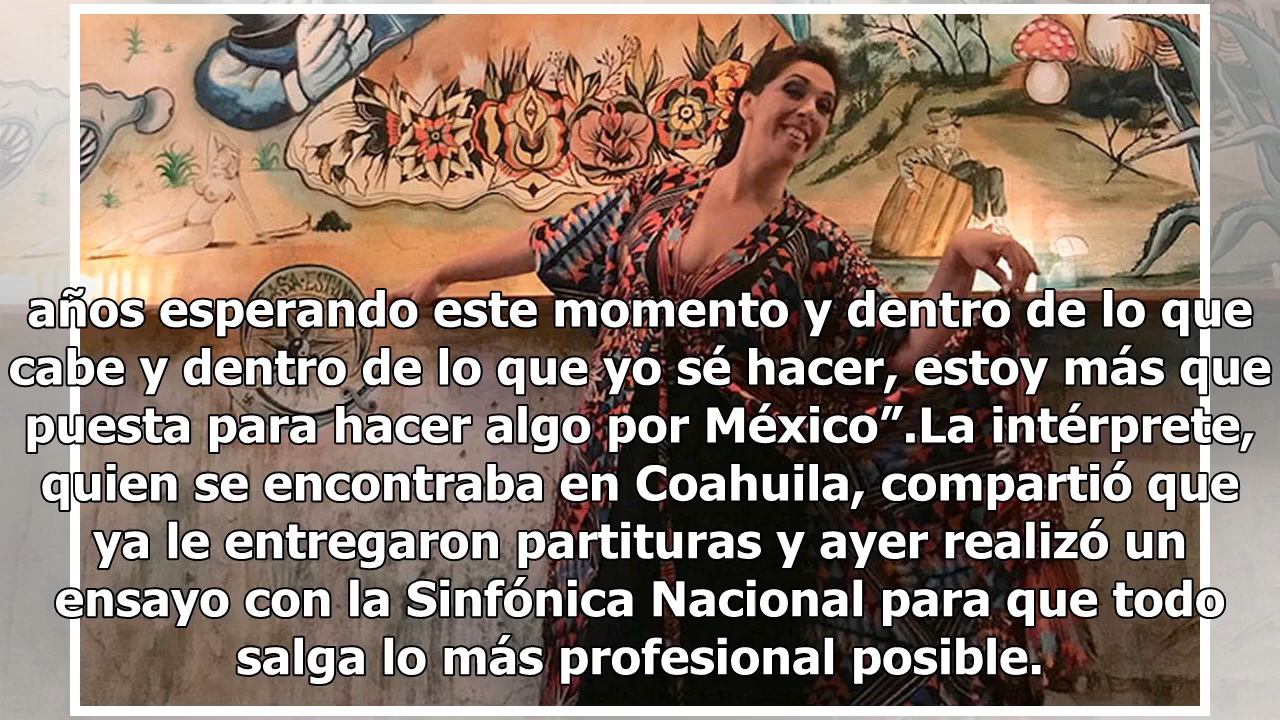 años esperando este momento y dentro de lo que
cabe y dentro de lo que yo sé hacer, estoy más que
puesta para hacer algo por México”.La intérprete,
quien se encontraba en Coahuila, compartió que
ya le entregaron partituras y ayer realizó un
ensayo con la Sinfónica Nacional para que todo
salga lo más profesional posible.